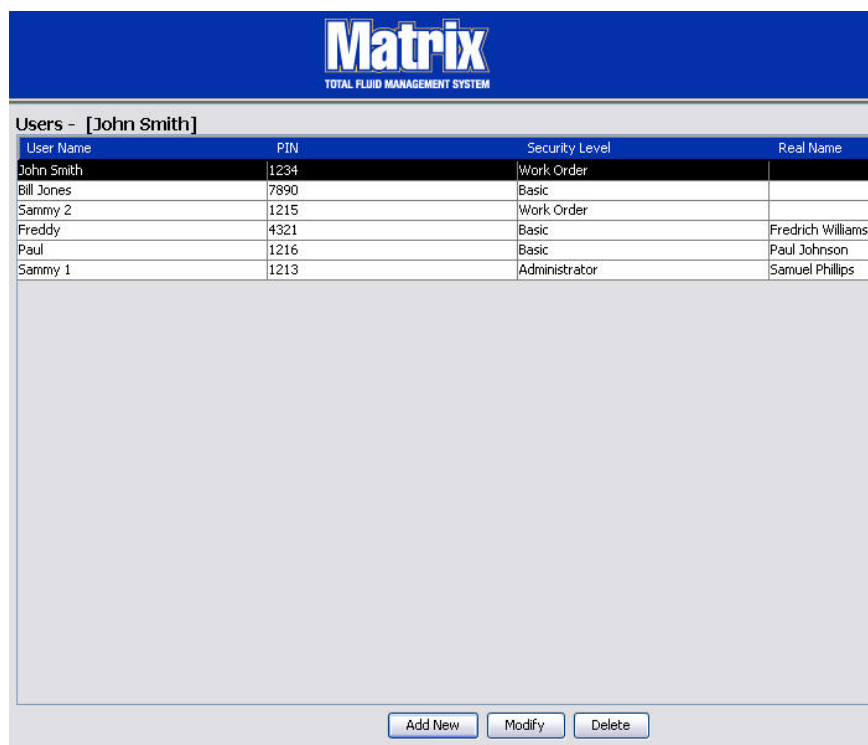 Matrix
TOTAL FLUID MANAGEMENT SYSTEM
Users - [John Smith]
User Name PIN Security Level Real Name
John Smith 1234 Work Order
Bill Jones 7890 Basic
Sammy 2 1215 Work Order
Freddy 4321 Basic Fredrich Williams
Paul 1216 Basic Paul Johnson
Sammy 1 1213 Administrator Samuel Phillips
Add New Modify Delete